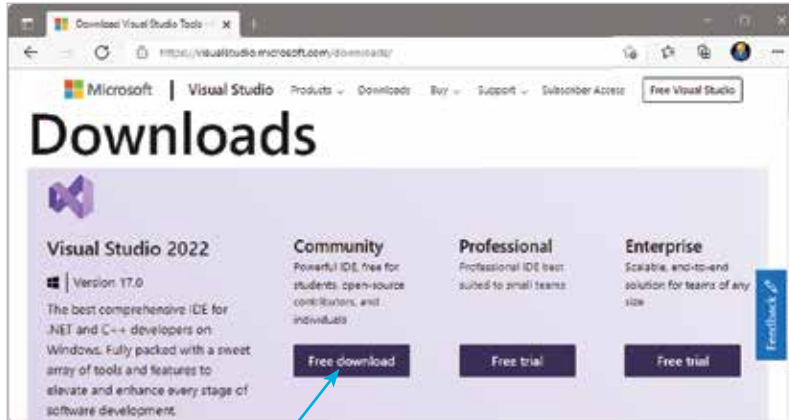 Download Visual Studio Tools
https://visualstudio.microsoft.com/downloads/
Microsoft | Visual Studio Products Downloads Buy Support Subscriber Access Free Visual Studio
Downloads
Visual Studio 2022
Version 17.0
The best comprehensive IDE for
.NET and C++ developers on
Windows. Fully packed with a sweet
array of tools and features to
elevate and enhance every stage of
software development.
Community
Powerful IDE, free for
students, open-source
contributors, and
individuals
Free download
Professional
Professional IDE best
suited to small teams
Free trial
Enterprise
Scalable, end-to-end
solution for teams of any
size
Free trial
Feedback